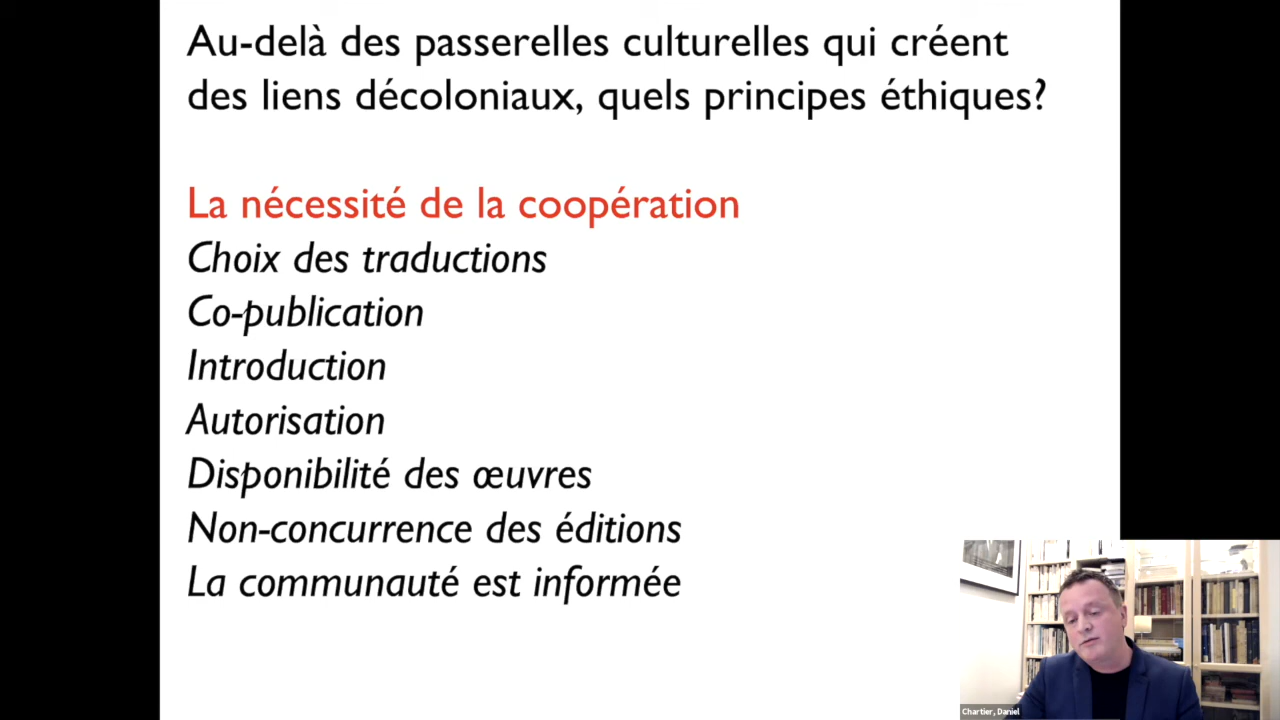 Au-delà des passerelles culturelles qui créent
des liens décoloniaux, quels principes éthiques?
La nécessité de la coopération
Choix des traductions
Co-publication
Introduction
Autorisation
Disponibilité des œuvres
Non-concurrence des éditions
La communauté est informée
Chartier, Daniel